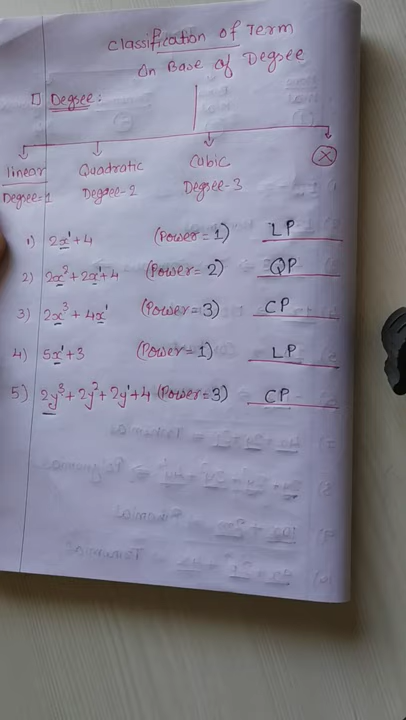 Classification of Term
On Base of Degree
1) Degree:
linear Quadratic Cubic X
Degree=1 Degree-2 Degree-3
1) 2x¹+4 (Power=1) LP
2) 2x²+2x¹+4 (Power=2) QP
3) 2x³+4x¹ (Power=3) CP
4) 5x¹+3 (Power=1) LP
5) 2y³+2y²+2y¹+4 (Power=3) CP